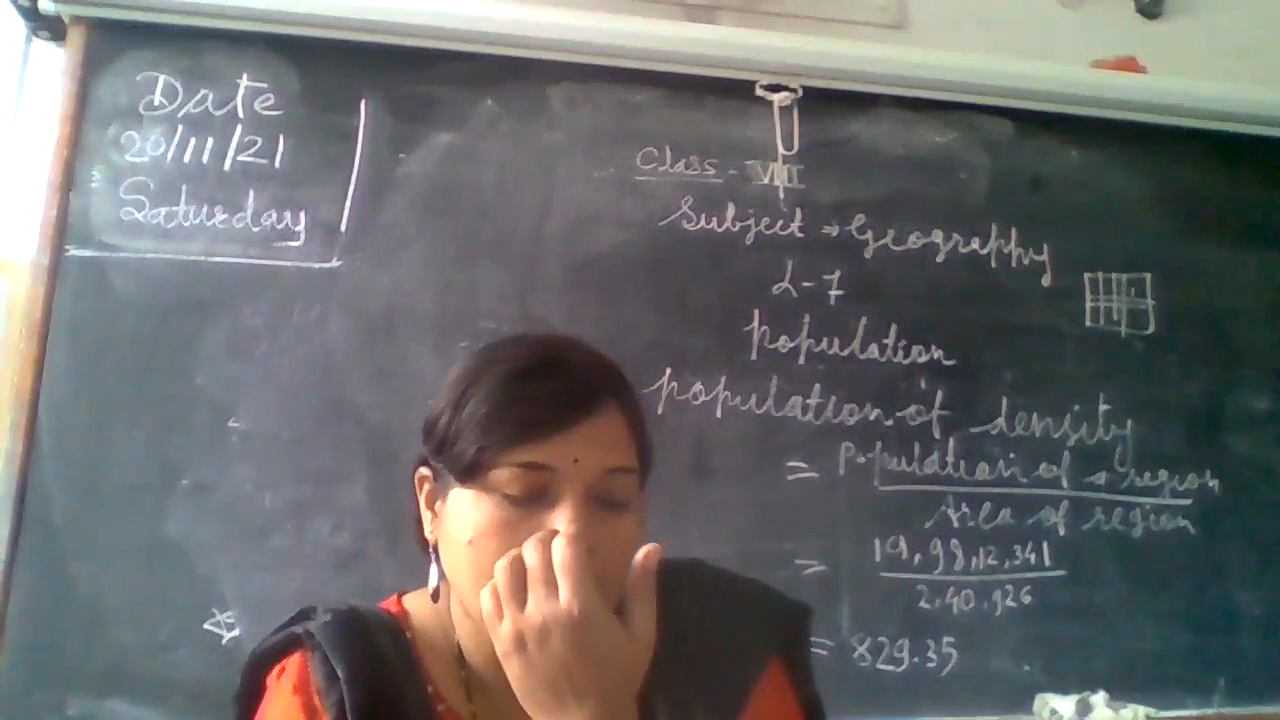 Date
20/11/21
Saturday
Class - VIII
Subject → Geography
L-7
Population
Population of density
= Population of a region
Area of region
= 19,98,12,341
2,40,926
= 829.35